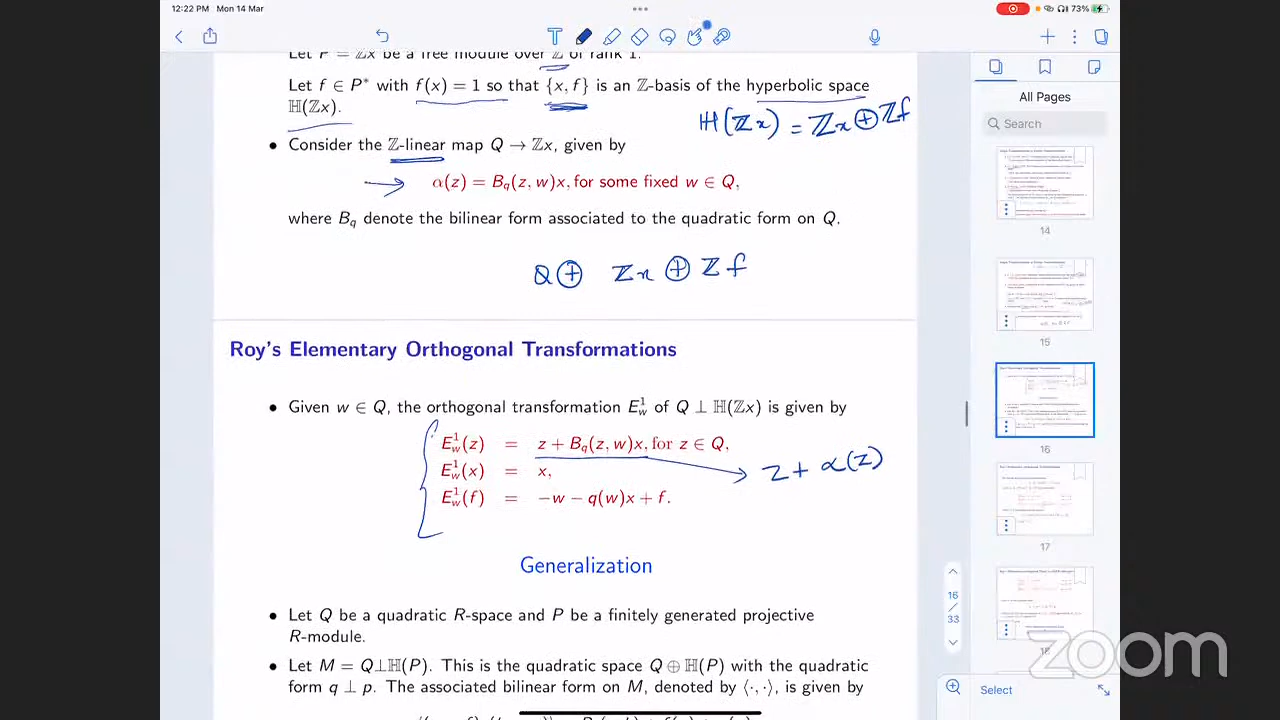 12:22 PM Mon 14 Mar
73%
Let P = ℤx be a free module over ℤ of rank 1.
Let f ∈ P* with f(x) = 1 so that {x, f} is an ℤ-basis of the hyperbolic space
ℍ(ℤx).
ℍ(ℤx) = ℤx ⊕ ℤf
• Consider the ℤ-linear map Q → ℤx, given by
(z) = B_q(z, w)x, for some fixed w ∈ Q,
denote the bilinear form associated to the quadratic form on Q.
Q ⊕ ℤx ⊕ ℤf
Roy's Elementary Orthogonal Transformations
• Given w ∈ Q, the orthogonal transformation E¹_w of Q ⊥ ℍ(ℤx) is given by
E¹_w(z) = z + B_q(z, w)x, for z ∈ Q,
E¹_w(x) = x,
z + α(z)
E¹_w(f) = −w − q(w)x + f.
Generalization
• Let Q be a quadratic R-space and P be a finitely generated projective
R-module.
• Let M = Q⊥ℍ(P). This is the quadratic space Q ⊕ ℍ(P) with the quadratic
form q ⊥ p. The associated bilinear form on M, denoted by ⟨·,·⟩, is given by
All Pages
Search
14
15
16
17
18
16
33
Select
zoom